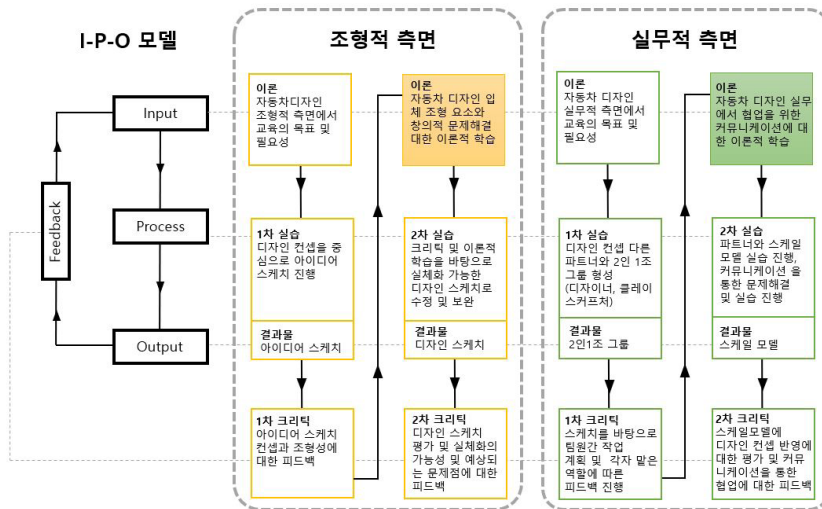 I-P-O 모델
Input
Process
Output
Feedback
조형적 측면
이론
자동차디자인
조형적 측면에서
교육의 목표 및
필요성
1차 실습
디자인 컨셉을 중
심으로 아이디어
스케치 진행
결과물
아이디어 스케치
1차 크리틱
아이디어 스케치
컨셉과 조형성에
대한 피드백
이론
자동차 디자인 입
체 조형 요소와
창의적 문제해결
대한 이론적 학습
2차 실습
크리틱 및 이론적
학습을 바탕으로
실체화 가능한
디자인 스케치로
수정 및 보완
결과물
디자인 스케치
2차 크리틱
디자인 스케치
평가 및 실체화의
가능성 및 예상되
는 문제점에 대한
피드백
실무적 측면
이론
자동차 디자인
실무적 측면에서
교육의 목표 및
필요성
1차 실습
디자인 컨셉 다른
파트너와 2인 1조
그룹 형성
(디자이너, 클레이
스커프처)
결과물
2인1조 그룹
1차 크리틱
스케치를 바탕으로
팀원간 작업
계획 및 각자 맡은
역할에 따른
피드백 진행
이론
자동차 디자인 실무
에서 협업을 위한
커뮤니케이션에 대
한 이론적 학습
2차 실습
파트너와 스케일
모델 실습 진행,
커뮤니케이션 을
통한 문제해결
및 실습 진행
결과물
스케일 모델
2차 크리틱
스케일모델에
디자인 컨셉 반영에
대한 평가 및 커뮤
니케이션을 통한
협업에 대한 피드백